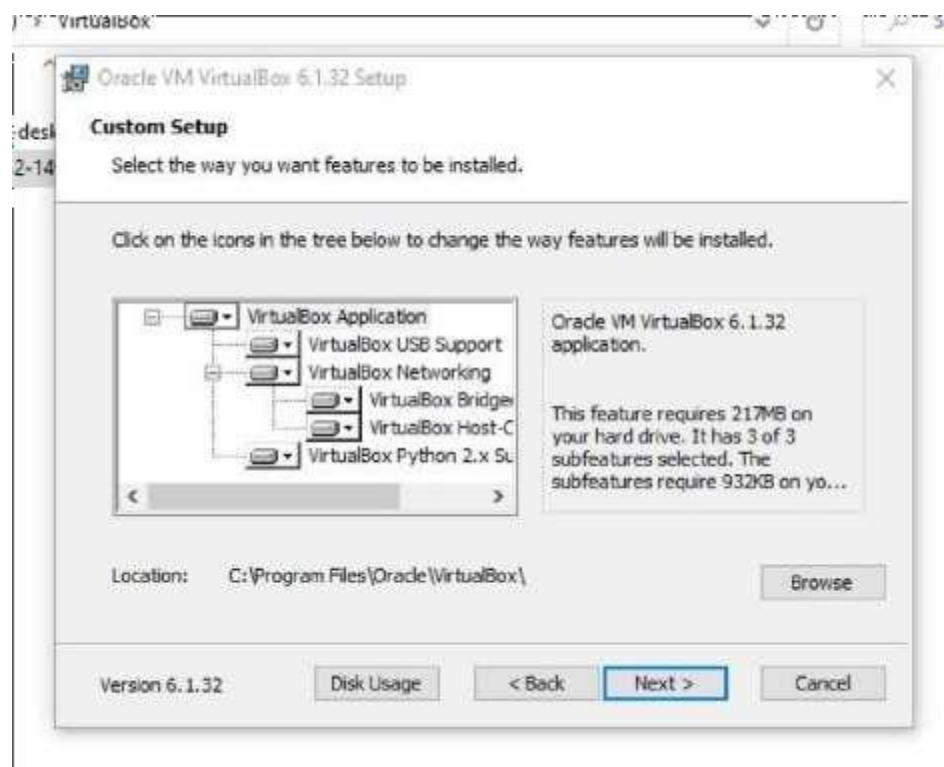 VirtualBox
Oracle VM VirtualBox 6.1.32 Setup
desk
2-14
Custom Setup
Select the way you want features to be installed.
Click on the icons in the tree below to change the way features will be installed.
VirtualBox Application
VirtualBox USB Support
VirtualBox Networking
VirtualBox Bridge
VirtualBox Host-C
VirtualBox Python 2.x Su
Oracle VM VirtualBox 6.1.32
application.
This feature requires 217MB on
your hard drive. It has 3 of 3
subfeatures selected. The
subfeatures require 932KB on yo...
Location: C:\Program Files\Oracle\VirtualBox\
Browse
Version 6.1.32
Disk Usage
< Back
Next >
Cancel